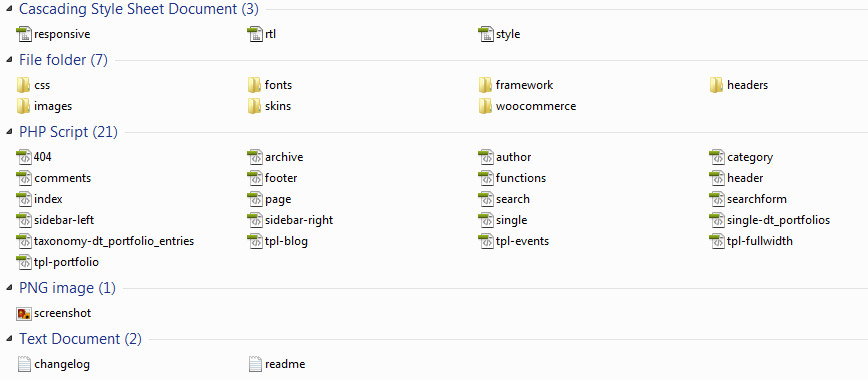 Cascading Style Sheet Document (3)
responsive rtl style
File folder (7)
css fonts framework headers
images skins woocommerce
PHP Script (21)
404 archive author category
comments footer functions header
index page search searchform
sidebar-left sidebar-right single single-dt_portfolios
taxonomy-dt_portfolio_entries tpl-blog tpl-events tpl-fullwidth
tpl-portfolio
PNG image (1)
screenshot
Text Document (2)
changelog readme